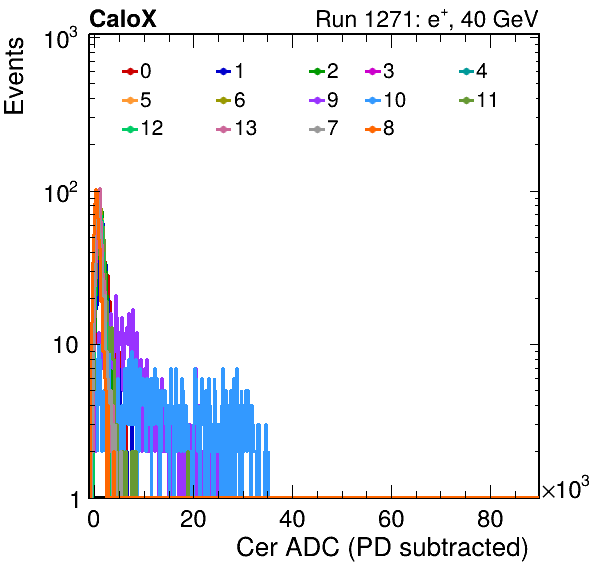 CaloX Run 1271: e⁺, 40 GeV
Events
10³
0 1 2 3 4
5 6 9 10 11
12 13 7 8
10²
10
1
0 20 40 60 80
×10³
Cer ADC (PD subtracted)